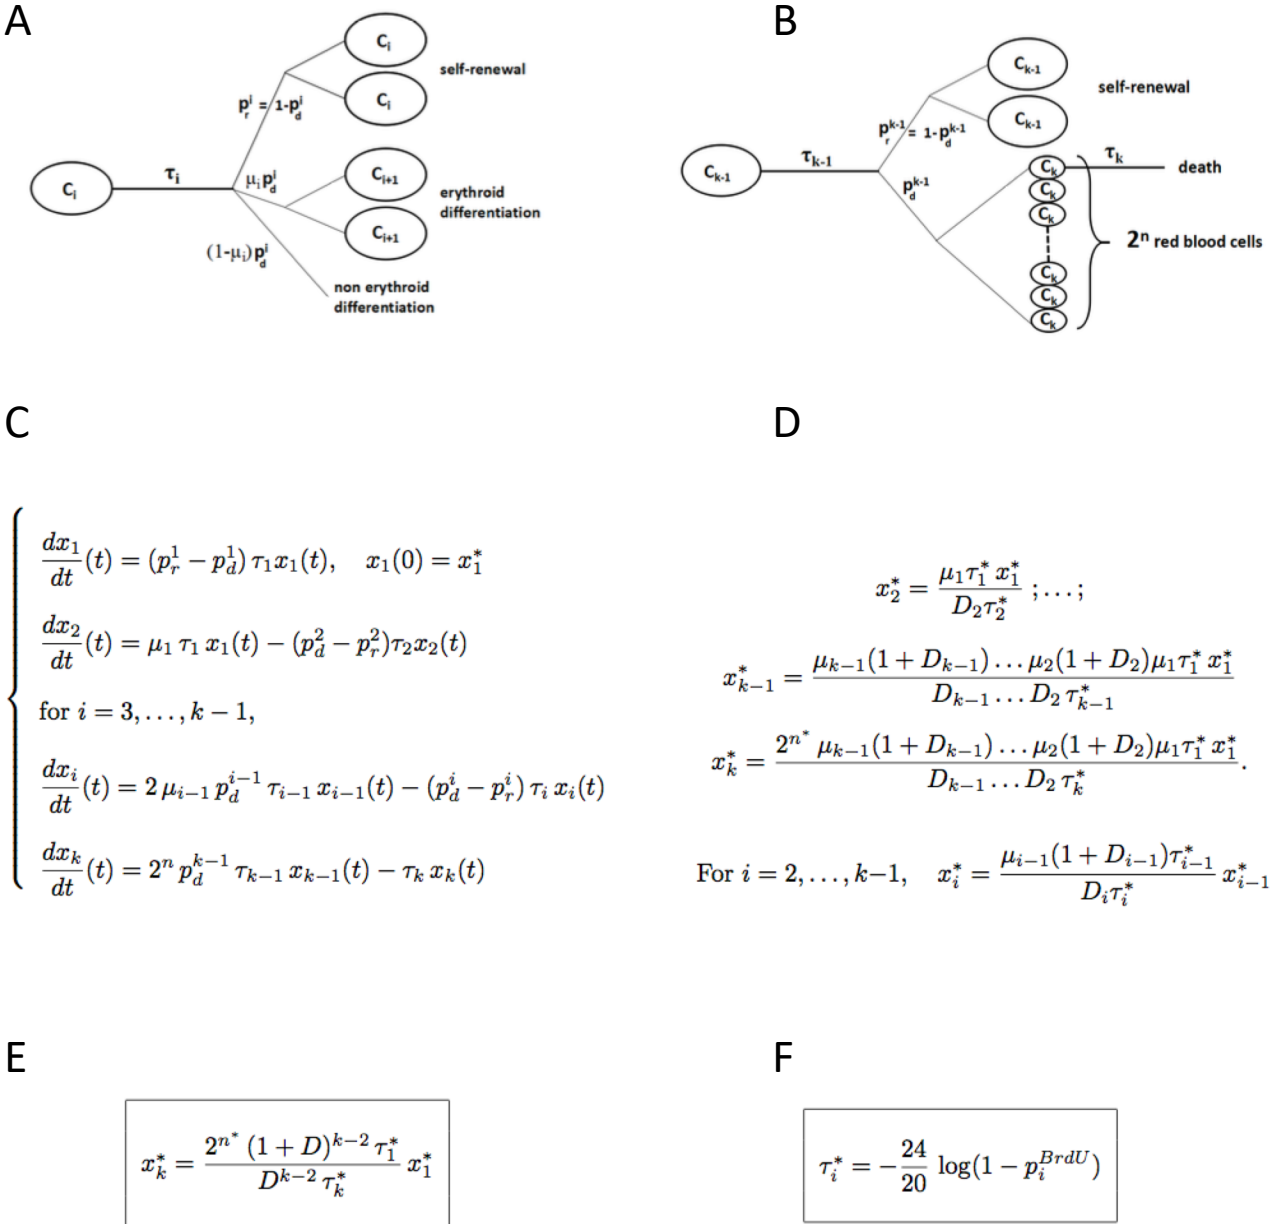 A
C_i
self-renewal
C_i
p_r^i = 1-p_d^i
τ_i
C_i
μ_i p_d^i
C_{i+1}
erythroid
differentiation
C_{i+1}
(1-μ_i)p_d^i
non erythroid
differentiation
B
C_{k-1}
self-renewal
C_{k-1}
p_r^{k-1} = 1-p_d^{k-1}
τ_{k-1}
C_{k-1}
p_d^{k-1}
C_k
τ_k
death
C_k
C_k
2^n red blood cells
C_k
C_k
C_k
C
dx_1/dt (t) = (p_r^1 − p_d^1) τ_1 x_1(t), x_1(0) = x_1^*
dx_2/dt (t) = μ_1 τ_1 x_1(t) − (p_d^2 − p_r^2)τ_2 x_2(t)
for i = 3, . . . , k − 1,
dx_i/dt (t) = 2 μ_{i−1} p_d^{i−1} τ_{i−1} x_{i−1}(t) − (p_d^i − p_r^i) τ_i x_i(t)
dx_k/dt (t) = 2^n p_d^{k−1} τ_{k−1} x_{k−1}(t) − τ_k x_k(t)
D
x_2^* = μ_1 τ_1^* x_1^* / D_2 τ_2^* ; . . . ;
x_{k−1}^* = μ_{k−1}(1 + D_{k−1}) . . . μ_2(1 + D_2)μ_1 τ_1^* x_1^* / D_{k−1} . . . D_2 τ_{k−1}^*
x_k^* = 2^{n^*} μ_{k−1}(1 + D_{k−1}) . . . μ_2(1 + D_2)μ_1 τ_1^* x_1^* / D_{k−1} . . . D_2 τ_k^* .
For i = 2, . . . , k−1, x_i^* = μ_{i−1}(1 + D_{i−1})τ_{i−1}^* / D_i τ_i^* x_{i−1}^*
E
x_k^* = 2^{n^*} (1 + D)^{k−2} τ_1^* / D^{k−2} τ_k^* x_1^*
F
τ_i^* = − 24/20 log(1 − p_i^{BrdU})